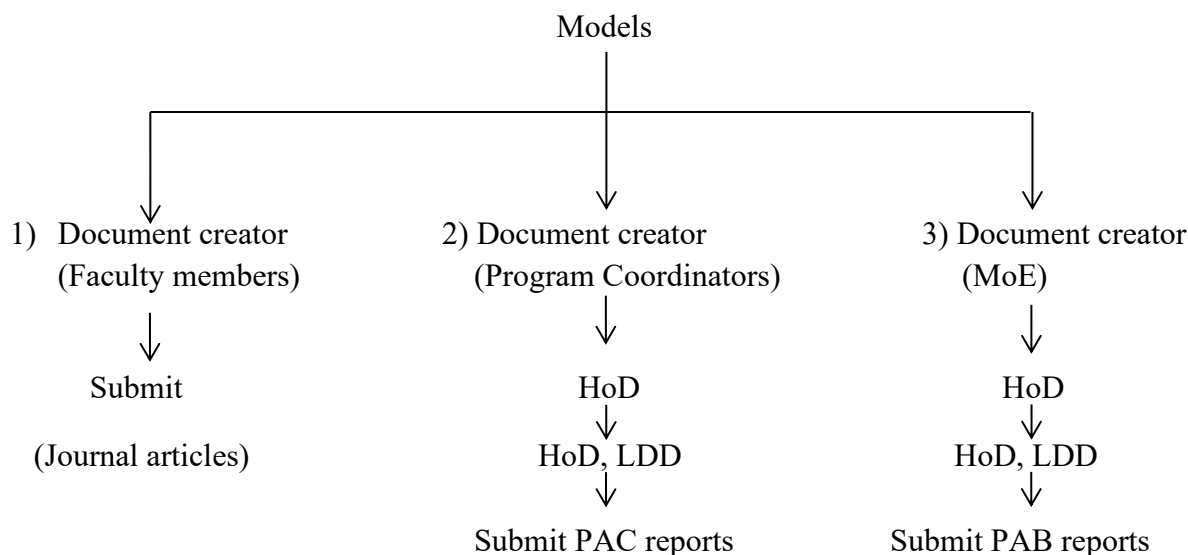 Models
1) Document creator
(Faculty members)
Submit
(Journal articles)
2) Document creator
(Program Coordinators)
HoD
HoD, LDD
Submit PAC reports
3) Document creator
(MoE)
HoD
HoD, LDD
Submit PAB reports